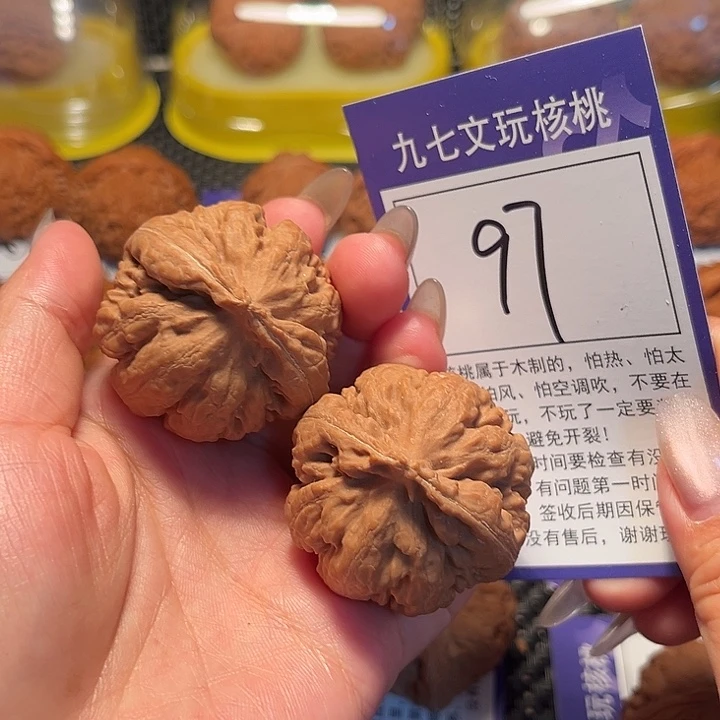 九七文玩核桃
97
桃属于木制的，怕热、怕太
风、怕空调吹，不要在
玩，不玩了一定要
避免开裂！
时间要检查有没
有问题第一时间
签收后期因保
没有售后，谢谢
玩核